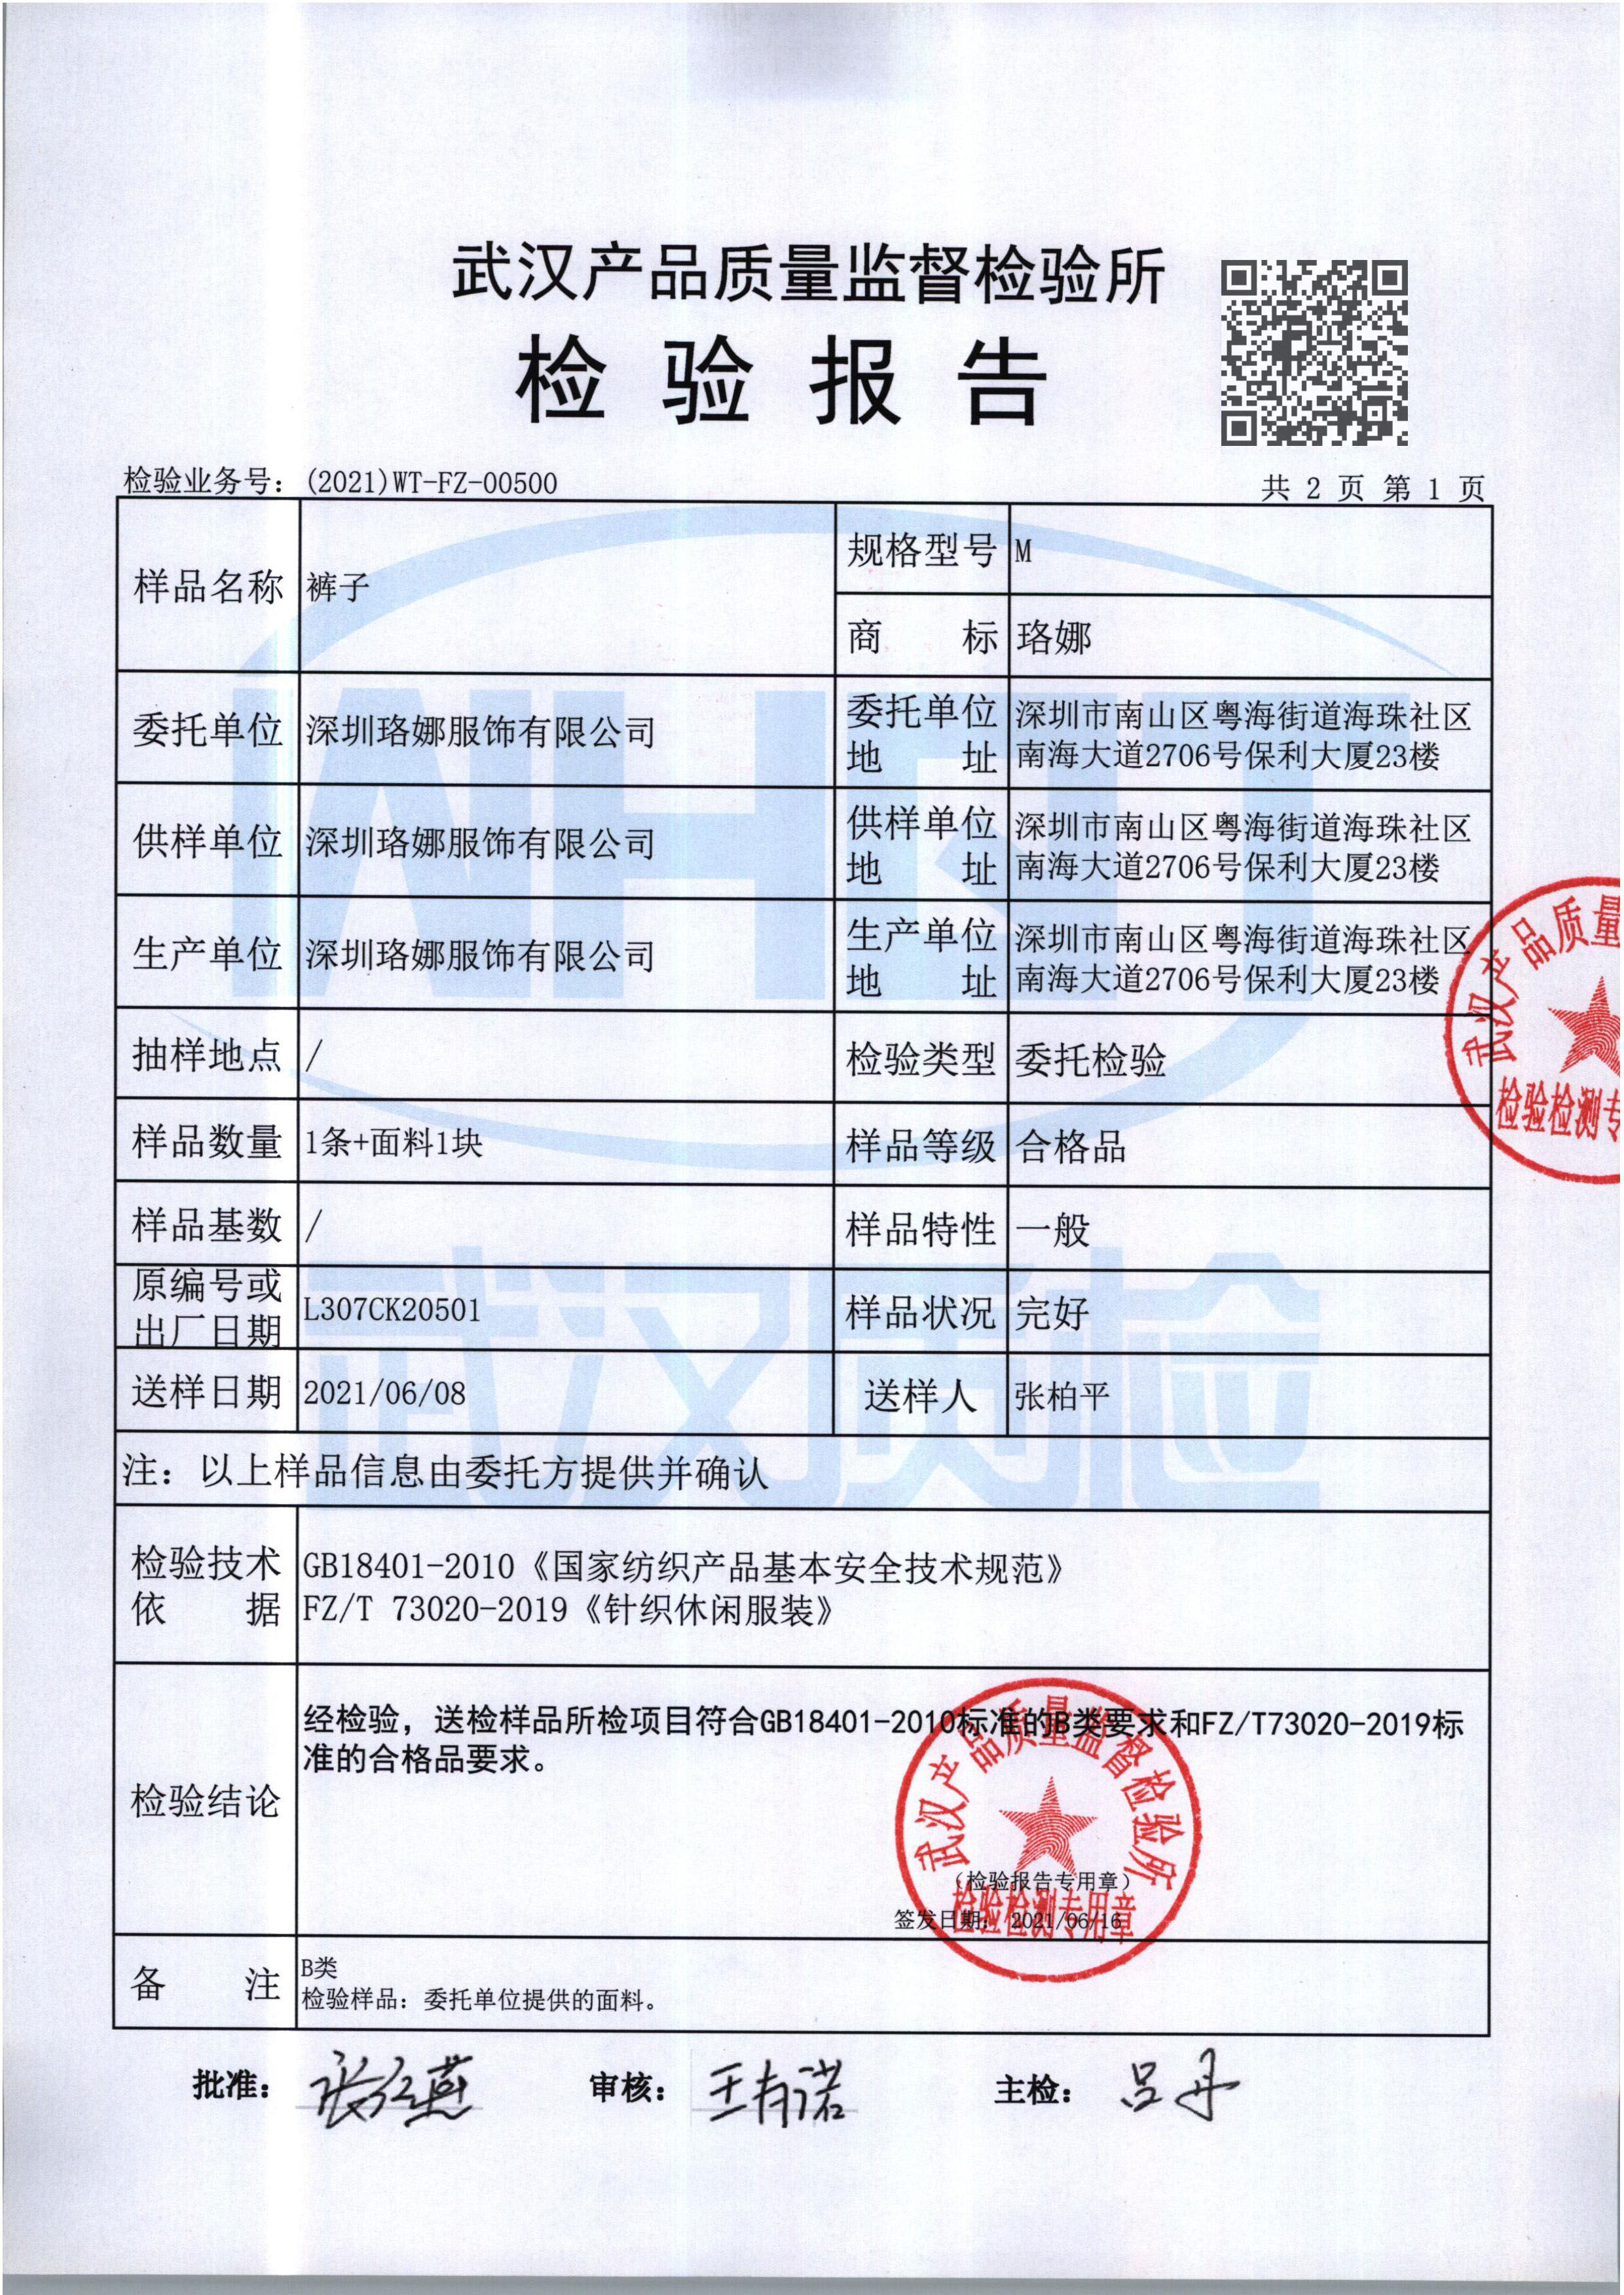 武汉产品质量监督检验所
检 验 报 告
检验业务号：(2021)WT-FZ-00500
共 2 页 第 1 页
样品名称 裤子
规格型号 M
商 标 珞娜
委托单位 深圳珞娜服饰有限公司
委托单位地 址 深圳市南山区粤海街道海珠社区
南海大道2706号保利大厦23楼
供样单位 深圳珞娜服饰有限公司
供样单位地 址 深圳市南山区粤海街道海珠社区
南海大道2706号保利大厦23楼
生产单位 深圳珞娜服饰有限公司
生产单位地 址 深圳市南山区粤海街道海珠社区
南海大道2706号保利大厦23楼
武汉产品质量
检验检测专
抽样地点 /
检验类型 委托检验
样品数量 1条+面料1块
样品等级 合格品
样品基数 /
样品特性 一般
原编号或出厂日期 L307CK20501
样品状况 完好
送样日期 2021/06/08
送样人 张柏平
武汉质检
注：以上样品信息由委托方提供并确认
检验技术依 据 GB18401-2010《国家纺织产品基本安全技术规范》
FZ/T 73020-2019《针织休闲服装》
检验结论 经检验，送检样品所检项目符合GB18401-2010标准的B类要求和FZ/T73020-2019标
准的合格品要求。
武汉产品质量监督检验所
（检验报告专用章）
检验检测专用章
签发日期：2021/06/16
备 注 B类
检验样品：委托单位提供的面料。
批准：张红燕 审核：王有诺 主检：吕丹